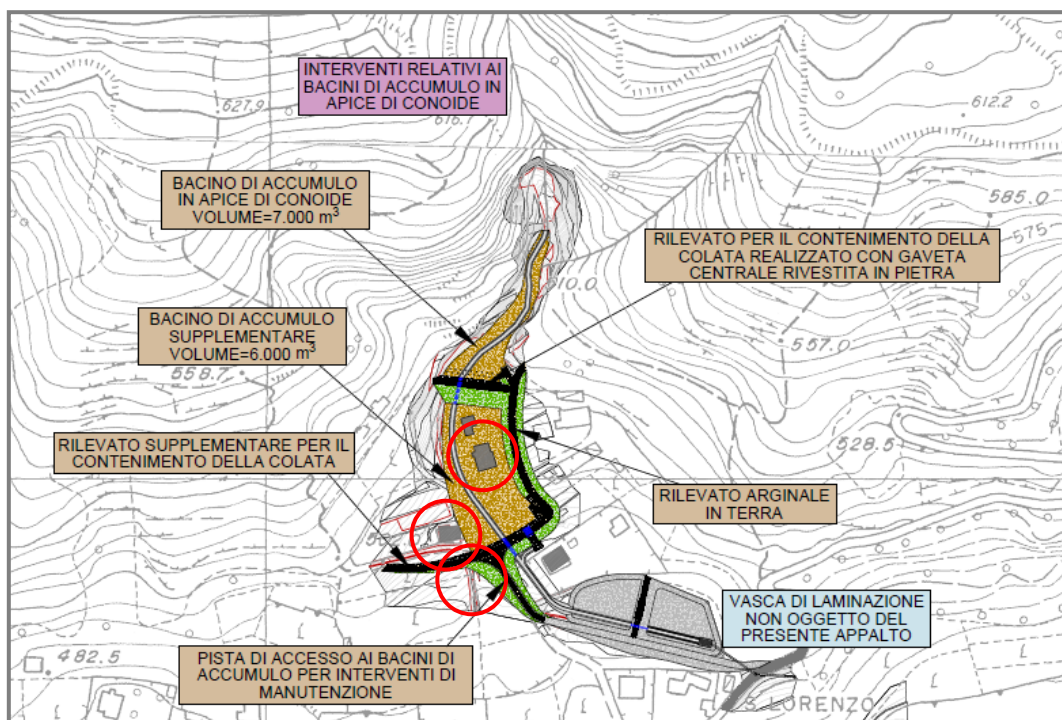 INTERVENTI RELATIVI AI
BACINI DI ACCUMULO IN
APICE DI CONOIDE
627.9
616.7
612.2
BACINO DI ACCUMULO
IN APICE DI CONOIDE
VOLUME=7.000 m³
585.0
575
RILEVATO PER IL CONTENIMENTO DELLA
COLATA REALIZZATO CON GAVETA
CENTRALE RIVESTITA IN PIETRA
610.0
BACINO DI ACCUMULO
SUPPLEMENTARE
VOLUME=6.000 m³
557.0
558.7
528.5
RILEVATO SUPPLEMENTARE PER IL
CONTENIMENTO DELLA COLATA
RILEVATO ARGINALE
IN TERRA
VASCA DI LAMINAZIONE
NON OGGETTO DEL
PRESENTE APPALTO
482.5
PISTA DI ACCESSO AI BACINI DI
ACCUMULO PER INTERVENTI DI
MANUTENZIONE
S. LORENZO